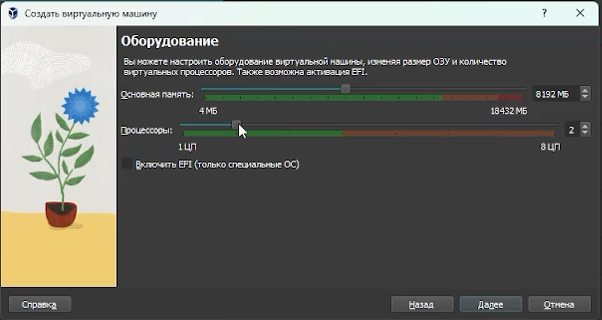 Создать виртуальную машину
Оборудование
Вы можете настроить оборудование виртуальной машины, изменяя размер ОЗУ и количество
виртуальных процессоров. Также возможна активация EFI.
Основная память:
8192 МБ
4 МБ
18432 МБ
Процессоры:
2
1 ЦП
8 ЦП
Включить EFI (только специальные ОС)
Справка
Назад
Далее
Отмена